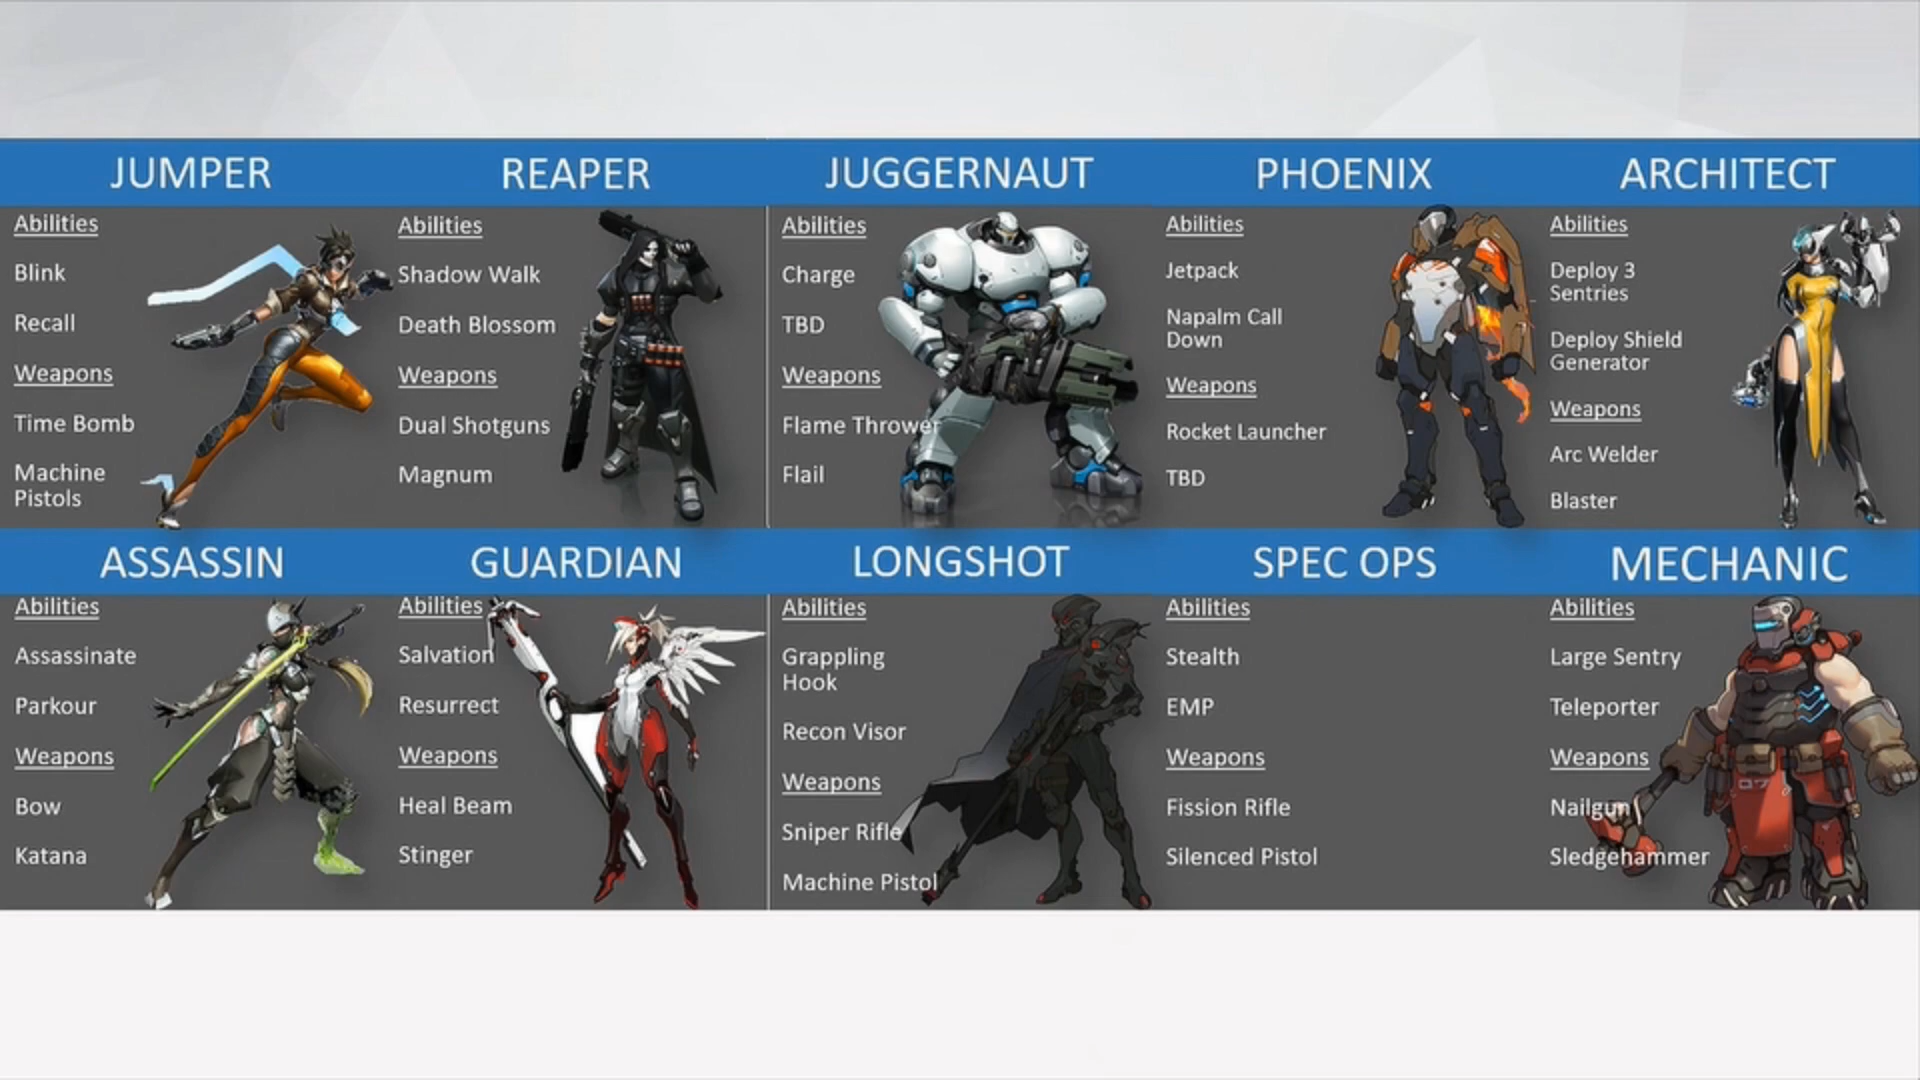 JUMPER
Abilities
Blink
Recall
Weapons
Time Bomb
Machine
Pistols
REAPER
Abilities
Shadow Walk
Death Blossom
Weapons
Dual Shotguns
Magnum
JUGGERNAUT
Abilities
Charge
TBD
Weapons
Flame Thrower
Flail
PHOENIX
Abilities
Jetpack
Napalm Call
Down
Weapons
Rocket Launcher
TBD
ARCHITECT
Abilities
Deploy 3
Sentries
Deploy Shield
Generator
Weapons
Arc Welder
Blaster
ASSASSIN
Abilities
Assassinate
Parkour
Weapons
Bow
Katana
GUARDIAN
Abilities
Salvation
Resurrect
Weapons
Heal Beam
Stinger
LONGSHOT
Abilities
Grappling
Hook
Recon Visor
Weapons
Sniper Rifle
Machine Pistol
SPEC OPS
Abilities
Stealth
EMP
Weapons
Fission Rifle
Silenced Pistol
MECHANIC
Abilities
Large Sentry
Teleporter
Weapons
Nailgun
Sledgehammer